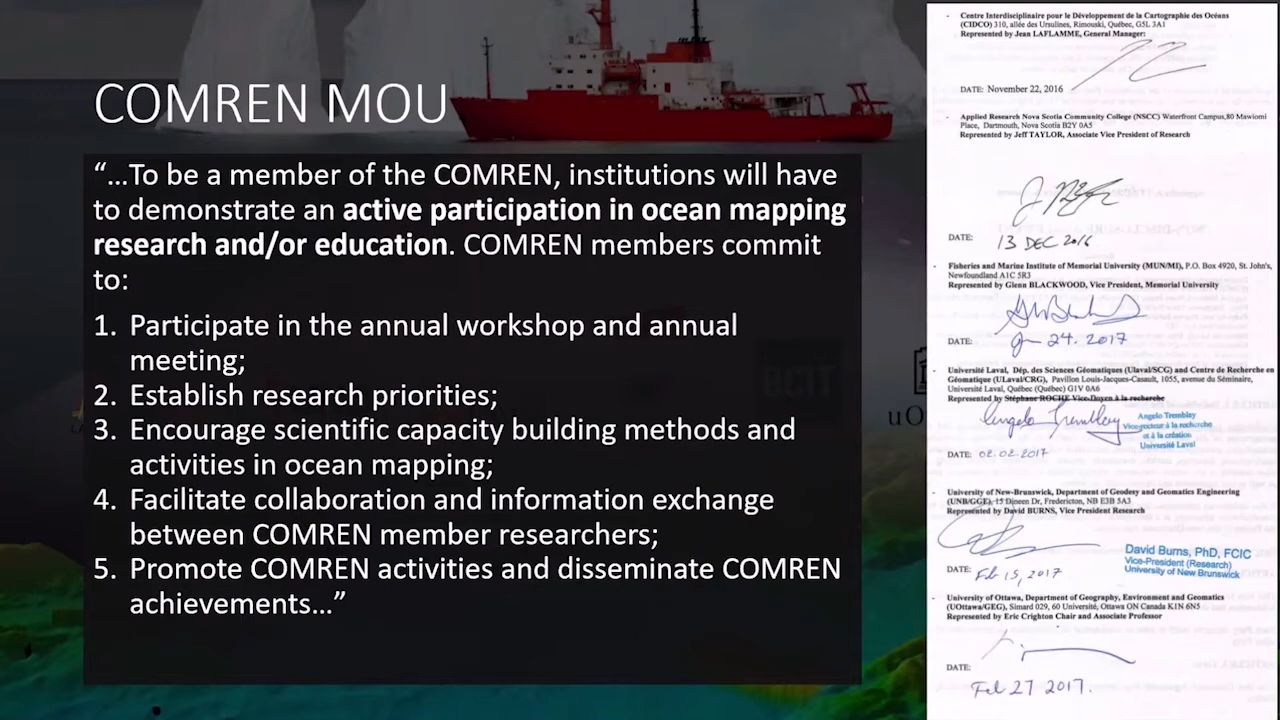 COMREN MOU
“…To be a member of the COMREN, institutions will have
to demonstrate an active participation in ocean mapping
research and/or education. COMREN members commit
to:
1. Participate in the annual workshop and annual
meeting;
2. Establish research priorities;
3. Encourage scientific capacity building methods and
activities in ocean mapping;
4. Facilitate collaboration and information exchange
between COMREN member researchers;
5. Promote COMREN activities and disseminate COMREN
achievements…”
uO
- Centre Interdisciplinaire pour le Développement de la Cartographie des Océans
(CIDCO) 310, allée des Ursulines, Rimouski, Québec, G5L 3A1
Represented by Jean LAFLAMME, General Manager:
DATE: November 22, 2016
- Applied Research Nova Scotia Community College (NSCC) Waterfront Campus,80 Mawiomi
Place, Dartmouth, Nova Scotia B2Y 0A5
Represented by Jeff TAYLOR, Associate Vice President of Research
DATE: 13 DEC 2016
- Fisheries and Marine Institute of Memorial University (MUN/MI), P.O. Box 4920, St. John's,
Newfoundland A1C 5R3
Represented by Glenn BLACKWOOD, Vice President, Memorial University
DATE: 24. 2017
- Université Laval, Dép. des Sciences Géomatiques (Ulaval/SCG) and Centre de Recherche en
Géomatique (ULaval/CRG), Pavillon Louis-Jacques-Casault, 1055, avenue du Séminaire,
Université Laval, Québec (Québec) G1V 0A6
Represented by Stéphane ROCHE Vice-Doyen à la recherche
Angelo Tremblay
Angelo Tremblay
Vice-recteur à la recherche
et à la création
Université Laval
DATE: 02.02.2017
- University of New-Brunswick, Department of Geodesy and Geomatics Engineering
(UNB/GGE), 15 Dineen Dr, Fredericton, NB E3B 5A3
Represented by David BURNS, Vice President Research
David Burns, PhD, FCIC
Vice-President (Research)
University of New Brunswick
DATE: Feb 15, 2017
- University of Ottawa, Department of Geography, Environment and Geomatics
(UOttawa/GEG), Simard 029, 60 Université, Ottawa ON Canada K1N 6N5
Represented by Eric Crighton Chair and Associate Professor
DATE:
Feb 27 2017.